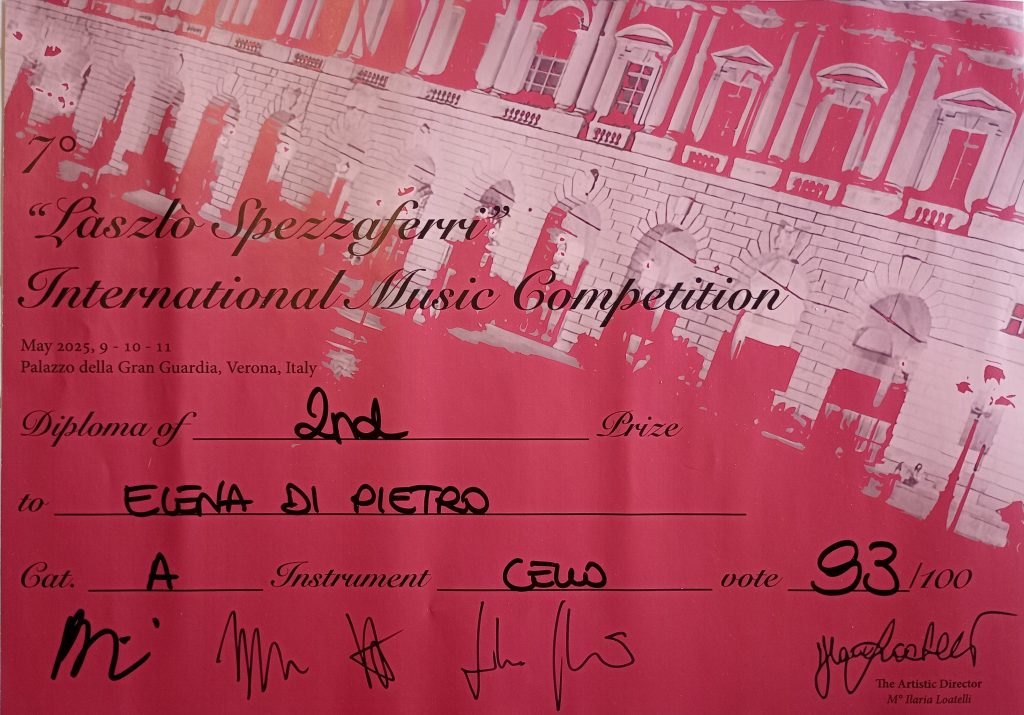 7°
“Làszlò Spezzaferri”
International Music Competition
May 2025, 9 - 10 - 11
Palazzo della Gran Guardia, Verona, Italy
Diploma of 2nd Prize
to ELENA DI PIETRO
Cat. A Instrument CELLO vote 93/100
The Artistic Director
M° Ilaria Loatelli